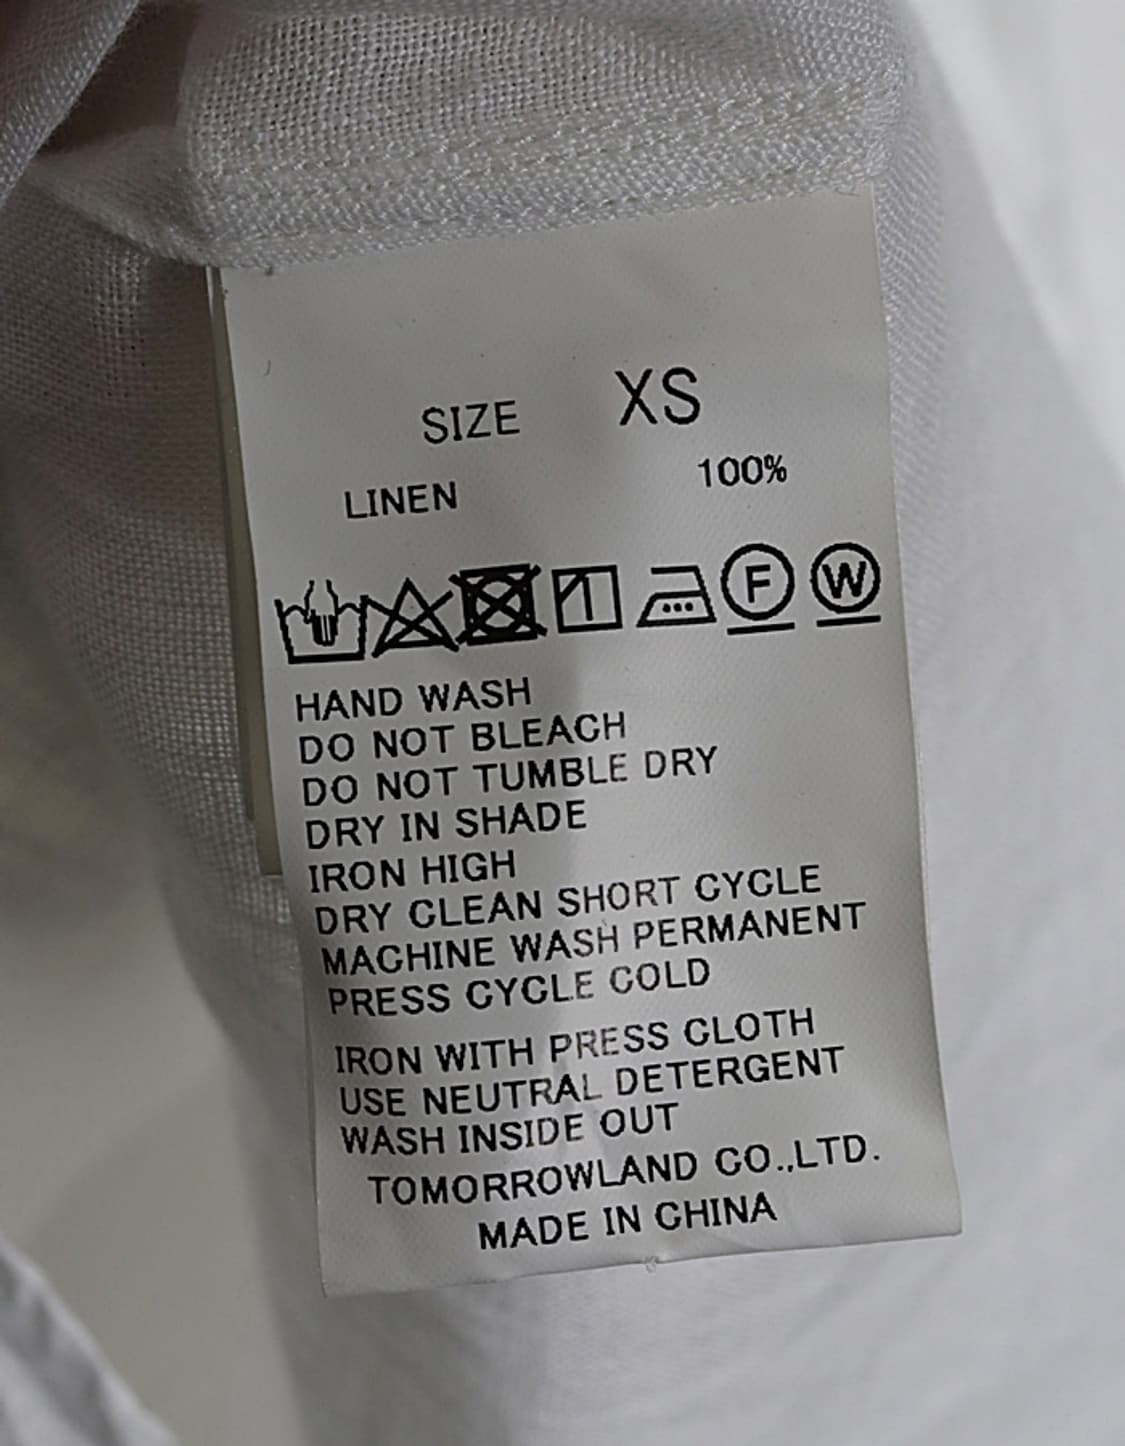 SIZE XS
LINEN 100%
F W
HAND WASH
DO NOT BLEACH
DO NOT TUMBLE DRY
DRY IN SHADE
IRON HIGH
DRY CLEAN SHORT CYCLE
MACHINE WASH PERMANENT
PRESS CYCLE COLD
IRON WITH PRESS CLOTH
USE NEUTRAL DETERGENT
WASH INSIDE OUT
TOMORROWLAND CO.,LTD.
MADE IN CHINA